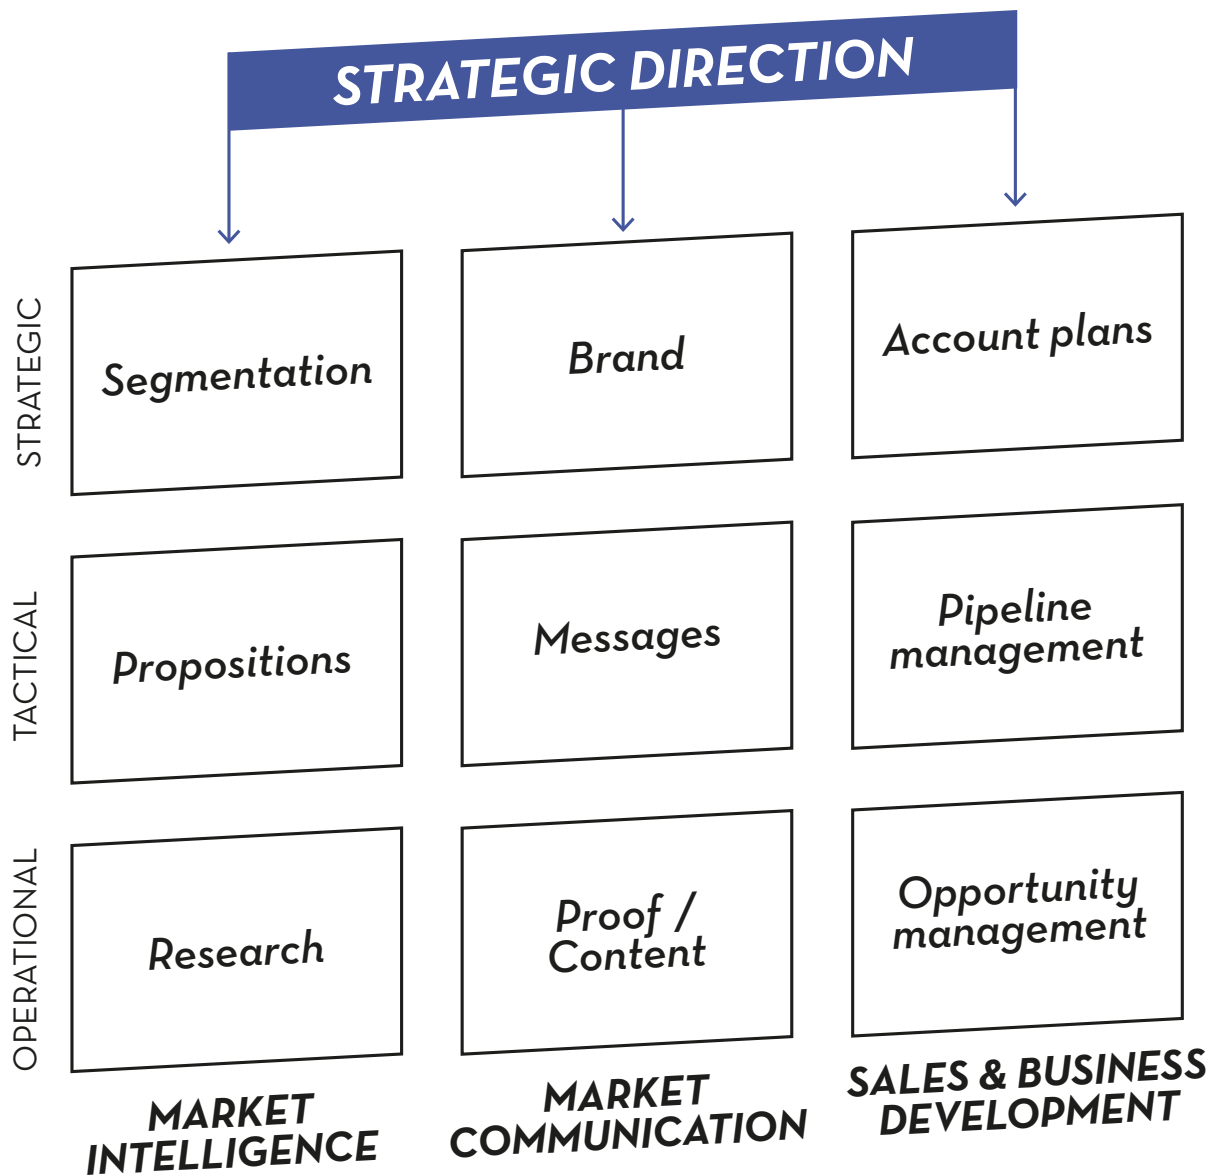 STRATEGIC DIRECTION
STRATEGIC
Segmentation
Brand
Account plans
TACTICAL
Propositions
Messages
Pipeline
management
OPERATIONAL
Research
Proof /
Content
Opportunity
management
MARKET
INTELLIGENCE
MARKET
COMMUNICATION
SALES & BUSINESS
DEVELOPMENT